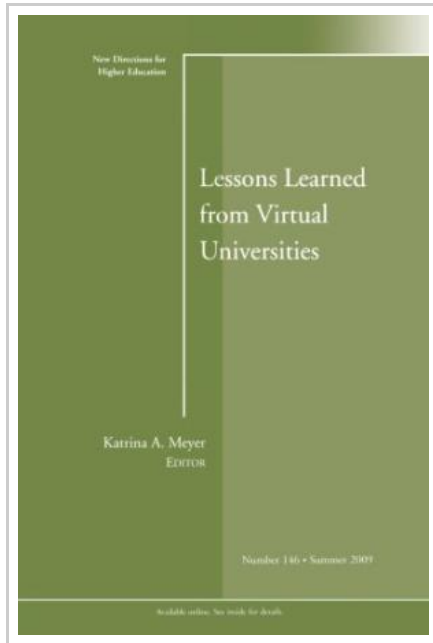 New Directions for
Higher Education
Lessons Learned
from Virtual
Universities
Katrina A. Meyer
EDITOR
Number 146 • Summer 2009
Available online. See inside for details.